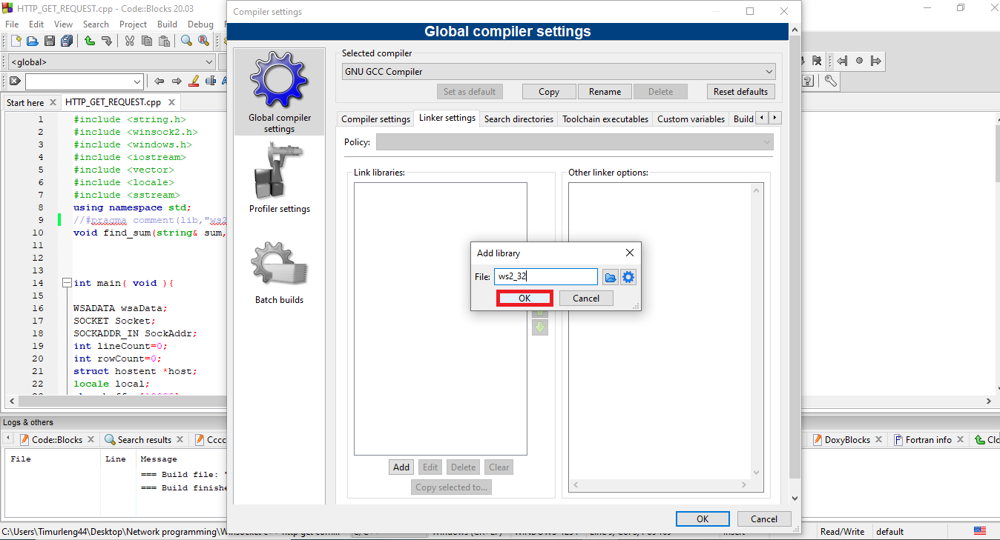 HTTP_GET_REQUEST.cpp - Code::Blocks 20.03
File Edit View Search Project Build Debug
<global>
Start here
HTTP_GET_REQUEST.cpp
1 #include <string.h>
2 #include <winsock2.h>
3 #include <windows.h>
4 #include <iostream>
5 #include <vector>
6 #include <locale>
7 #include <sstream>
8 using namespace std;
9 //#pragma comment(lib,"ws2
10 void find_sum(string& sum,
11
12
13
14 int main( void ){
15
16 WSADATA wsaData;
17 SOCKET Socket;
18 SOCKADDR_IN SockAddr;
19 int lineCount=0;
20 int rowCount=0;
21 struct hostent *host;
22 locale local;
Compiler settings
Global compiler settings
Global compiler
settings
Profiler settings
Batch builds
Selected compiler
GNU GCC Compiler
Set as default Copy Rename Delete Reset defaults
Compiler settings Linker settings Search directories Toolchain executables Custom variables Build
Policy:
Link libraries:
Other linker options:
Add library
File: ws2_32
OK Cancel
Add Edit Delete Clear
Copy selected to...
OK Cancel
Logs & others
Code::Blocks Search results Cccc
DoxyBlocks Fortran info Clo
File Line Message
=== Build file: "
=== Build finishe
C:\Users\Timurleng44\Desktop\Network programming\
Read/Write default